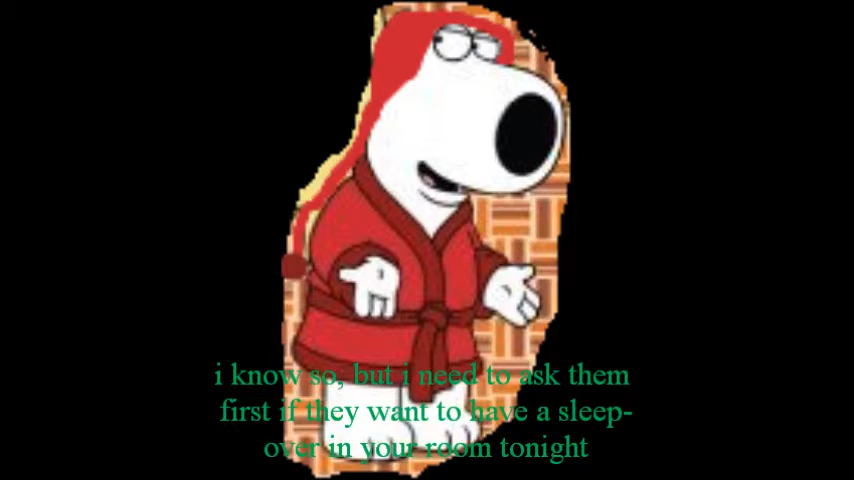 i know so, but i need to ask them
first if they want to have a sleep-
over in your room tonight